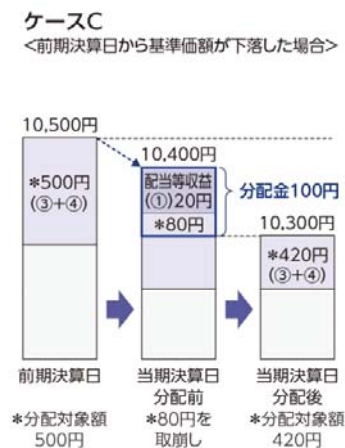 ケースC
<前期決算日から基準価額が下落した場合>
10,500円
*500円
(③+④)
10,400円
配当等収益
(①)20円
*80円
分配金100円
10,300円
*420円
(③+④)
前期決算日
*分配対象額
500円
当期決算日
分配前
*80円を
取崩し
当期決算日
分配後
*分配対象額
420円